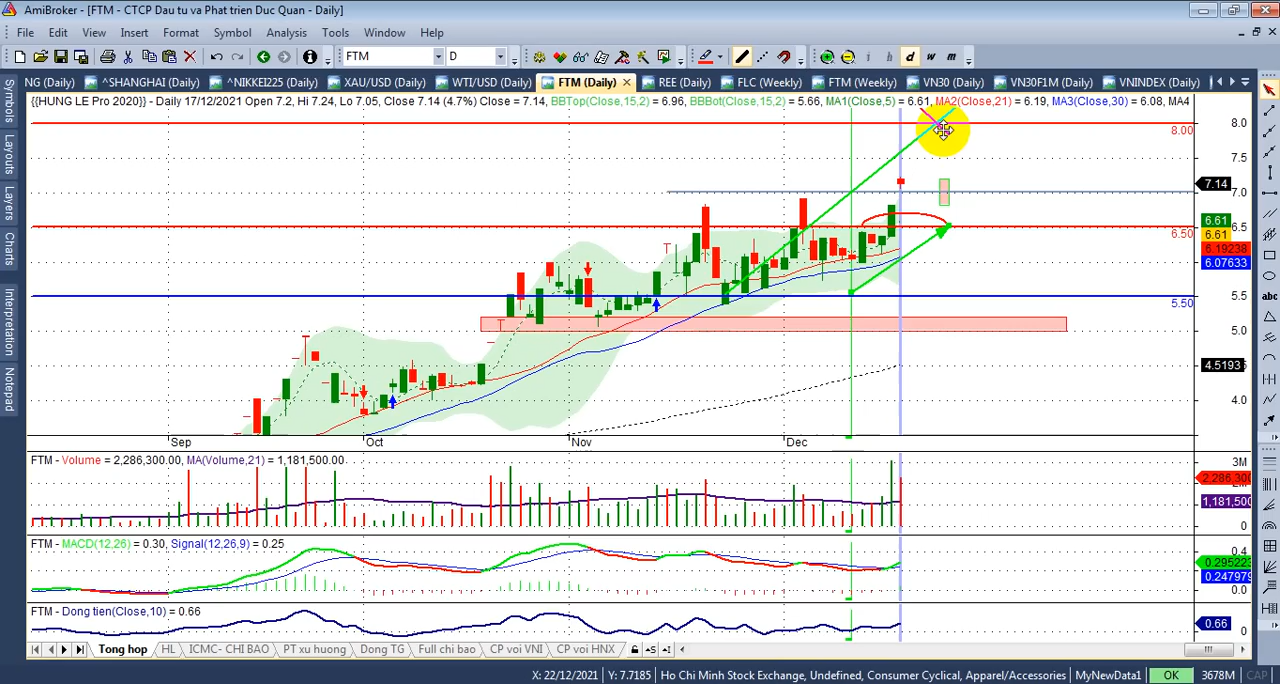 AmiBroker - [FTM - CTCP Dau tu va Phat trien Duc Quan - Daily]
File Edit View Insert Format Symbol Analysis Tools Window Help
FTM D i h d w m
NG (Daily) ^SHANGHAI (Daily) ^NIKKEI225 (Daily) XAU/USD (Daily) WTI/USD (Daily) FTM (Daily) REE (Daily) FLC (Weekly) FTM (Weekly) VN30 (Daily) VN30F1M (Daily) VNINDEX (Daily)
Symbols
Layouts
Layers
Charts
Interpretation
Notepad
{{HUNG LE Pro 2020}} - Daily 17/12/2021 Open 7.2, Hi 7.24, Lo 7.05, Close 7.14 (4.7%) Close = 7.14, BBTop(Close,15,2) = 6.96, BBBot(Close,15,2) = 5.66, MA1(Close,5) = 6.61, MA2(Close,21) = 6.19, MA3(Close,30) = 6.08, MA4
8.00 8.0
7.5
7.14
7.0
6.61
6.50 6.61 6.5
6.19238
6.07633
5.50 5.5
5.0
4.5193
4.0
Sep Oct Nov Dec
FTM - Volume = 2,286,300.00, MA(Volume,21) = 1,181,500.00
3M
2,286,300
1,181,500
0
FTM - MACD(12,26) = 0.30, Signal(12,26,9) = 0.25
0.4
0.295223
0.247979
0.0
FTM - Dong tien(Close,10) = 0.66
0.66
0
Tong hop HL ICMC- CHI BAO PT xu huong Dong TG Full chi bao CP voi VNI CP voi HNX
X: 22/12/2021 Y: 7.7185 Ho Chi Minh Stock Exchange, Undefined, Consumer Cyclical, Apparel/Accessories MyNewData1 OK 3678M CAP
abc